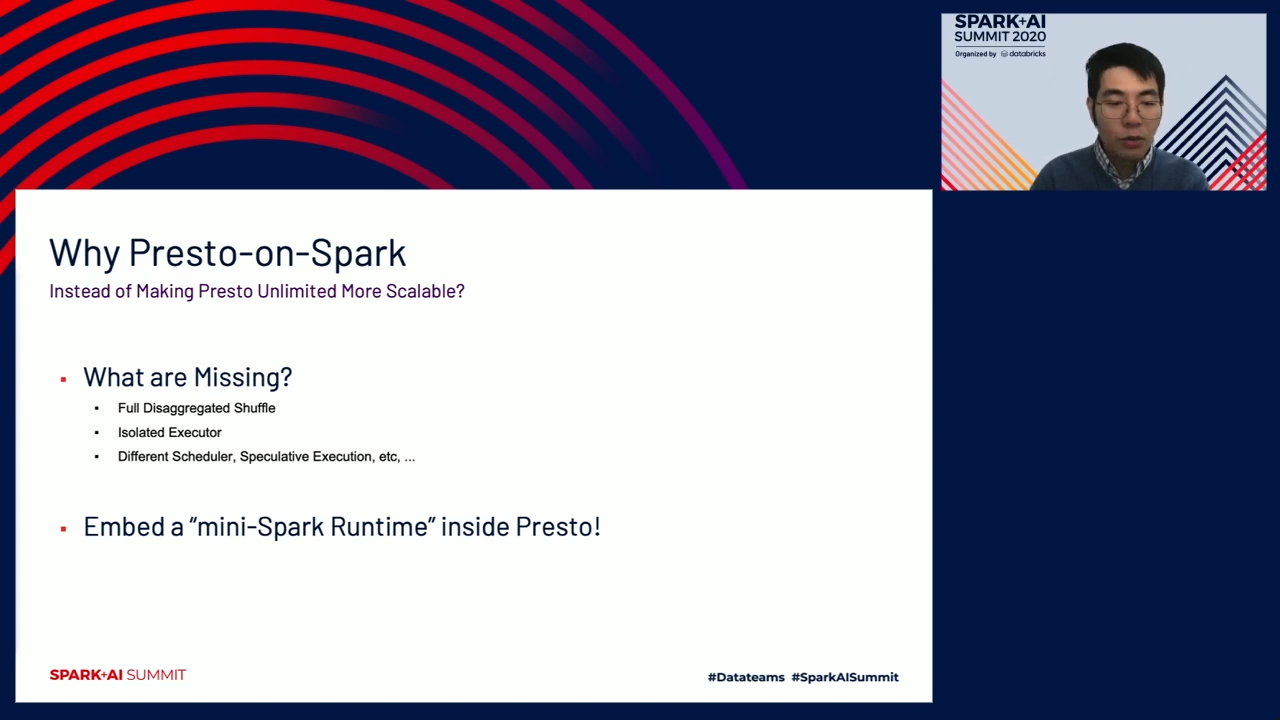 SPARK+AI
SUMMIT 2020
Organized by databricks
Why Presto-on-Spark
Instead of Making Presto Unlimited More Scalable?
What are Missing?
Full Disaggregated Shuffle
Isolated Executor
Different Scheduler, Speculative Execution, etc, ...
Embed a “mini-Spark Runtime” inside Presto!
SPARK+AI SUMMIT
#Datateams #SparkAISummit